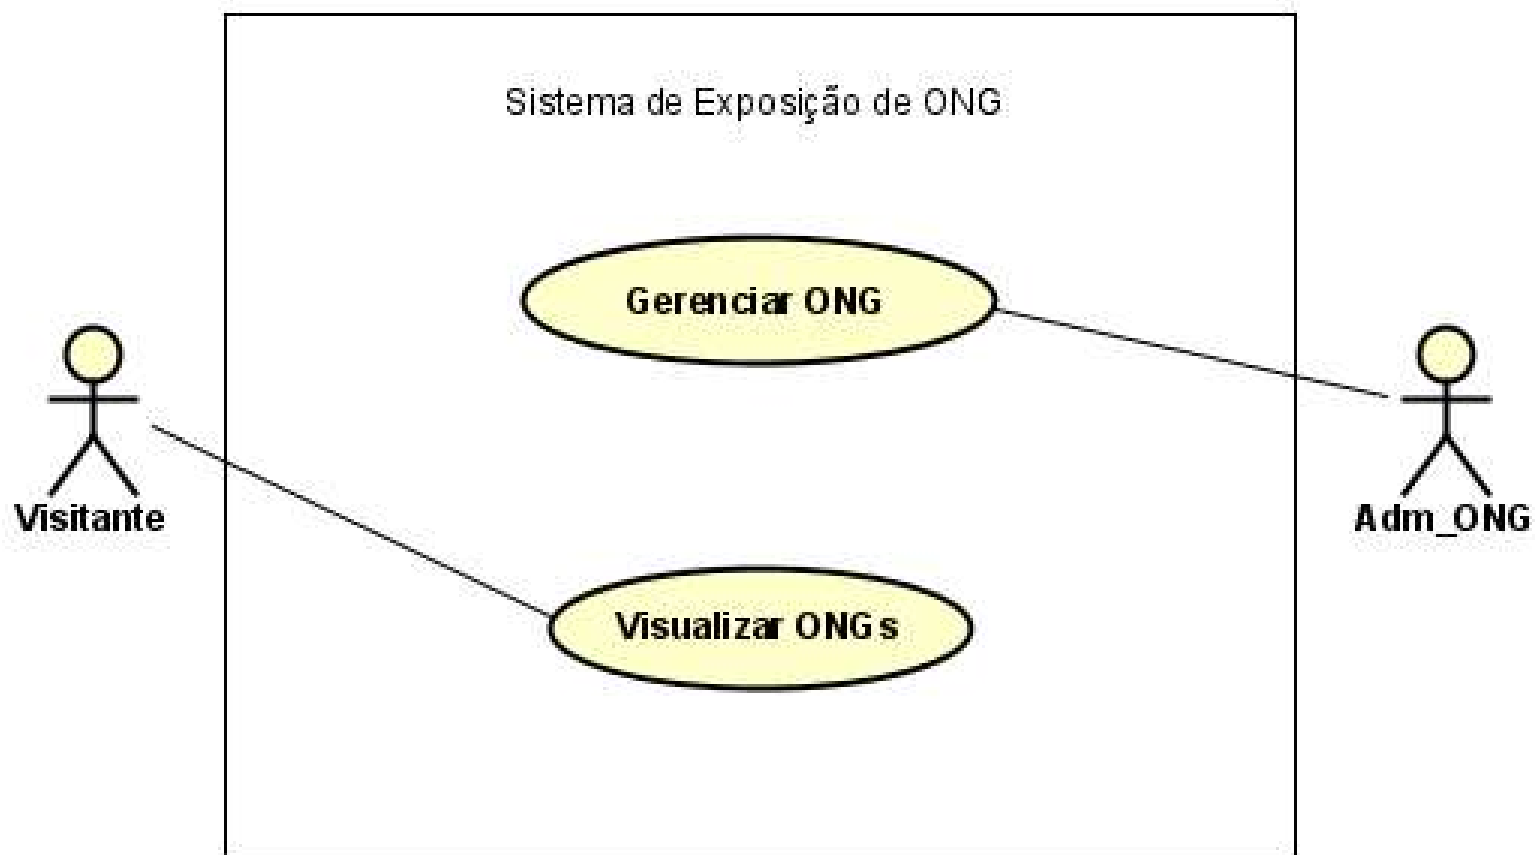 Sistema de Exposição de ONG
Gerenciar ONG
Visitante
Adm_ONG
Visualizar ONGs